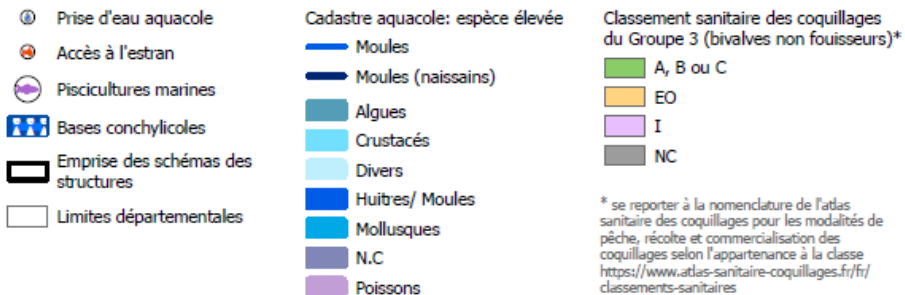 Prise d'eau aquacole
Accès à l'estran
Piscicultures marines
Bases conchylicoles
Emprise des schémas des
structures
Limites départementales
Cadastre aquacole: espèce élevée
Moules
Moules (naissains)
Algues
Crustacés
Divers
Huitres/ Moules
Mollusques
N.C
Poissons
Classement sanitaire des coquillages
du Groupe 3 (bivalves non fouisseurs)*
A, B ou C
EO
I
NC
* se reporter à la nomenclature de l'atlas
sanitaire des coquillages pour les modalités de
pêche, récolte et commercialisation des
coquillages selon l'appartenance à la classe
https://www.atlas-sanitaire-coquillages.fr/fr/
classements-sanitaires